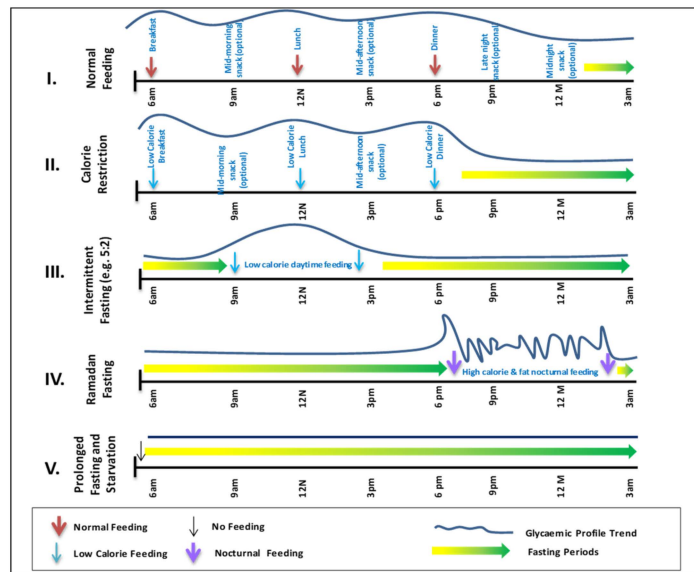 I.
Normal
Feeding
Breakfast
Mid-morning
snack(optional)
Lunch
Mid-afternoon
snack(optional)
Dinner
Late night
snack(optional)
Midnight
snack
(optional)
6am
9am
12N
3pm
6 pm
9pm
12 M
3am
II.
Calorie
Restriction
Low Calorie
Breakfast
Mid-morning
snack
(optional)
Low Calorie
Lunch
Mid-afternoon
snack
(optional)
Low Calorie
Dinner
6am
9am
12N
3pm
6 pm
9pm
12 M
3am
III.
Intermittent
Fasting (e.g. 5:2)
Low calorie daytime feeding
6am
9am
12N
3pm
6 pm
9pm
12 M
3am
IV.
Ramadan
Fasting
High calorie & fat nocturnal feeding
6am
9am
12N
3pm
6 pm
9pm
12 M
3am
V.
Prolonged
Fasting and
Starvation
6am
9am
12N
3pm
6 pm
9pm
12 M
3am
Normal Feeding
No Feeding
Glycaemic Profile Trend
Low Calorie Feeding
Nocturnal Feeding
Fasting Periods